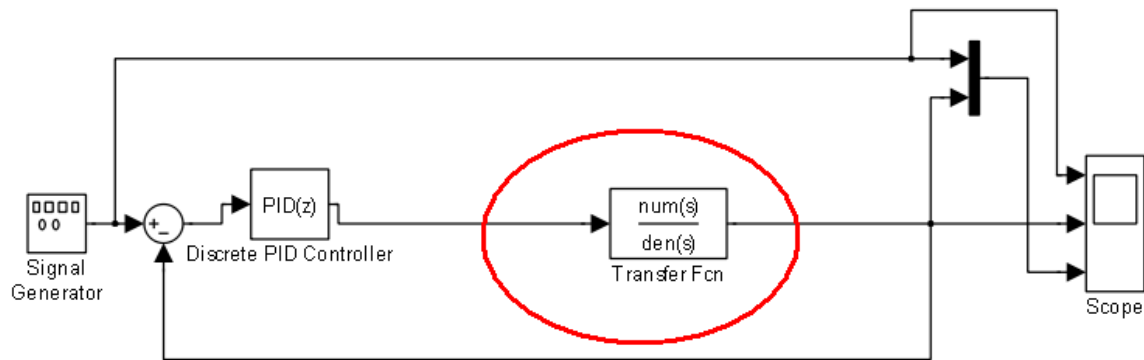 PID(z)
Discrete PID Controller
num(s)
den(s)
Transfer Fcn
Signal
Generator
Scope
+
−